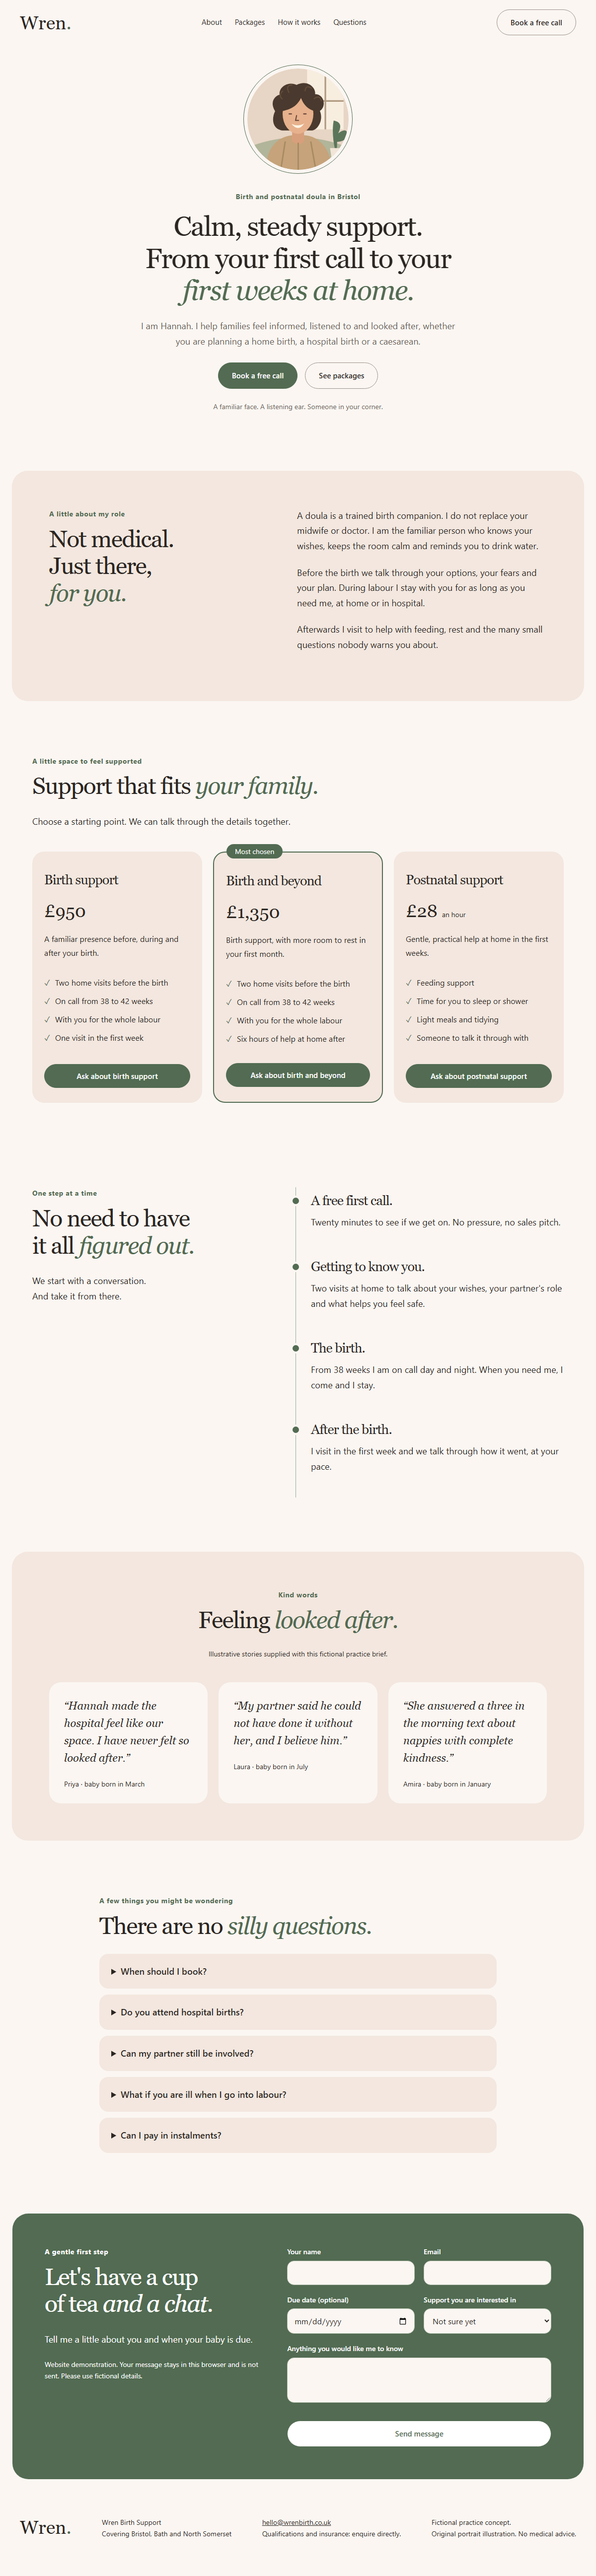 Wren.
About Packages How it works Questions
Book a free call
Birth and postnatal doula in Bristol
Calm, steady support.
From your first call to your
first weeks at home.
I am Hannah. I help families feel informed, listened to and looked after, whether
you are planning a home birth, a hospital birth or a caesarean.
Book a free call
See packages
A familiar face. A listening ear. Someone in your corner.
A little about my role
Not medical.
Just there,
for you.
A doula is a trained birth companion. I do not replace your
midwife or doctor. I am the familiar person who knows your
wishes, keeps the room calm and reminds you to drink water.
Before the birth we talk through your options, your fears and
your plan. During labour I stay with you for as long as you
need me, at home or in hospital.
Afterwards I visit to help with feeding, rest and the many small
questions nobody warns you about.
A little space to feel supported
Support that fits your family.
Choose a starting point. We can talk through the details together.
Birth support
£950
A familiar presence before, during and
after your birth.
✓ Two home visits before the birth
✓ On call from 38 to 42 weeks
✓ With you for the whole labour
✓ One visit in the first week
Ask about birth support
Most chosen
Birth and beyond
£1,350
Birth support, with more room to rest in
your first month.
✓ Two home visits before the birth
✓ On call from 38 to 42 weeks
✓ With you for the whole labour
✓ Six hours of help at home after
Ask about birth and beyond
Postnatal support
£28 an hour
Gentle, practical help at home in the first
weeks.
✓ Feeding support
✓ Time for you to sleep or shower
✓ Light meals and tidying
✓ Someone to talk it through with
Ask about postnatal support
One step at a time
No need to have
it all figured out.
We start with a conversation.
And take it from there.
A free first call.
Twenty minutes to see if we get on. No pressure, no sales pitch.
Getting to know you.
Two visits at home to talk about your wishes, your partner's role
and what helps you feel safe.
The birth.
From 38 weeks I am on call day and night. When you need me, I
come and I stay.
After the birth.
I visit in the first week and we talk through how it went, at your
pace.
Kind words
Feeling looked after.
Illustrative stories supplied with this fictional practice brief.
“Hannah made the
hospital feel like our
space. I have never felt so
looked after.”
Priya · baby born in March
“My partner said he could
not have done it without
her, and I believe him.”
Laura · baby born in July
“She answered a three in
the morning text about
nappies with complete
kindness.”
Amira · baby born in January
A few things you might be wondering
There are no silly questions.
When should I book?
Do you attend hospital births?
Can my partner still be involved?
What if you are ill when I go into labour?
Can I pay in instalments?
A gentle first step
Let's have a cup
of tea and a chat.
Tell me a little about you and when your baby is due.
Website demonstration. Your message stays in this browser and is not
sent. Please use fictional details.
Your name
Email
Due date (optional)
mm/dd/yyyy
Support you are interested in
Not sure yet
Anything you would like me to know
Send message
Wren.
Wren Birth Support
Covering Bristol, Bath and North Somerset
hello@wrenbirth.co.uk
Qualifications and insurance: enquire directly.
Fictional practice concept.
Original portrait illustration. No medical advice.